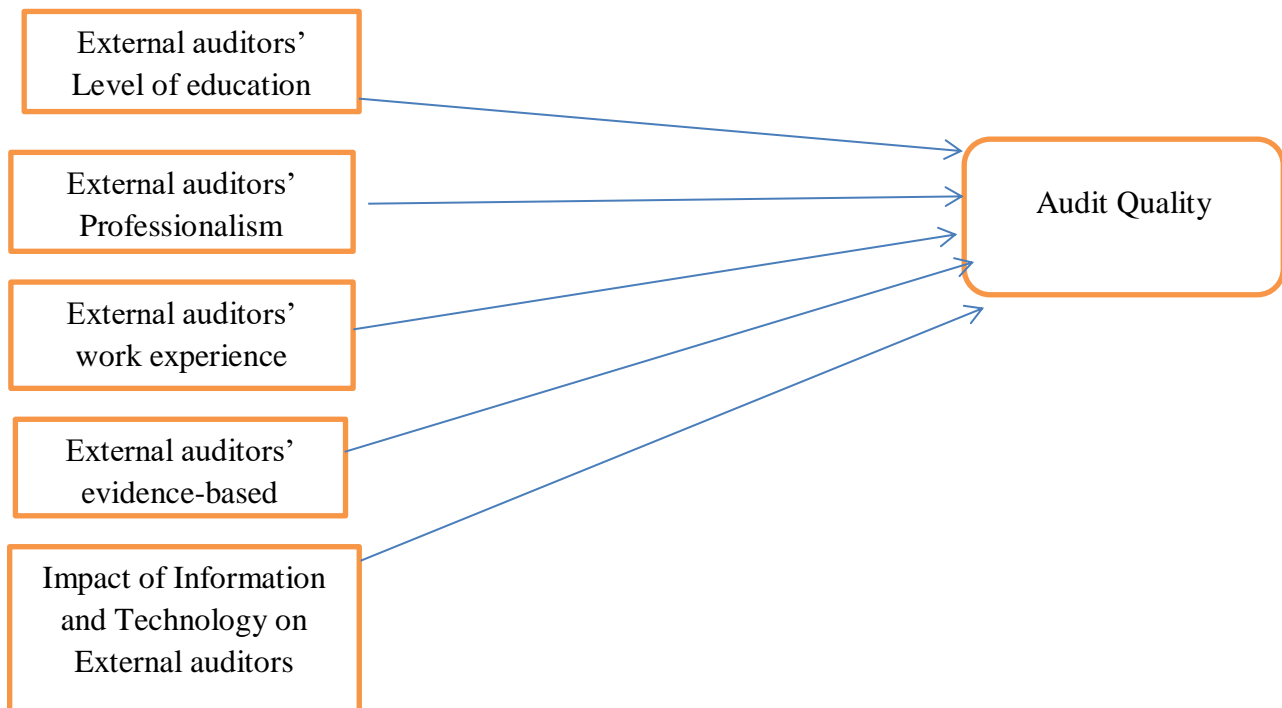 External auditors’
Level of education
External auditors’
Professionalism
Audit Quality
External auditors’
work experience
External auditors’
evidence-based
Impact of Information
and Technology on
External auditors